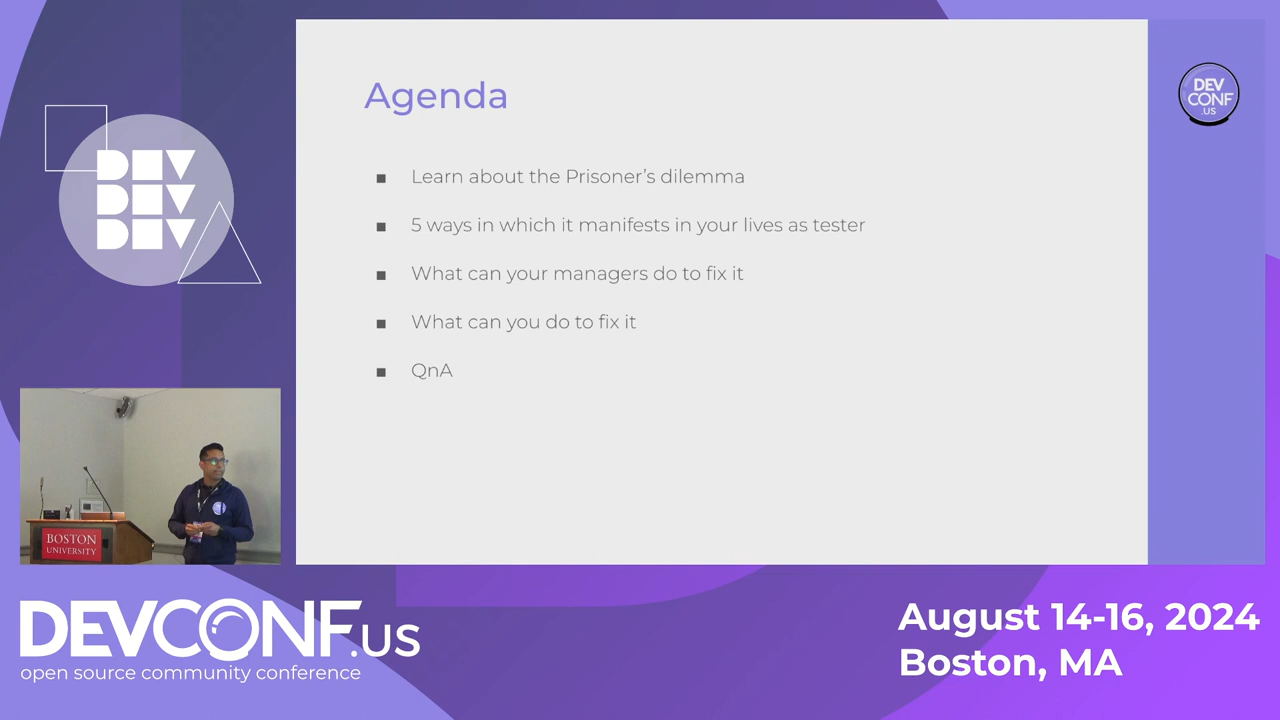 Agenda
DEV
CONF
.US
■ Learn about the Prisoner's dilemma
■ 5 ways in which it manifests in your lives as tester
■ What can your managers do to fix it
■ What can you do to fix it
■ QnA
DEV
DEV
DEV
BOSTON
UNIVERSITY
DEVCONF.US
open source community conference
August 14-16, 2024
Boston, MA